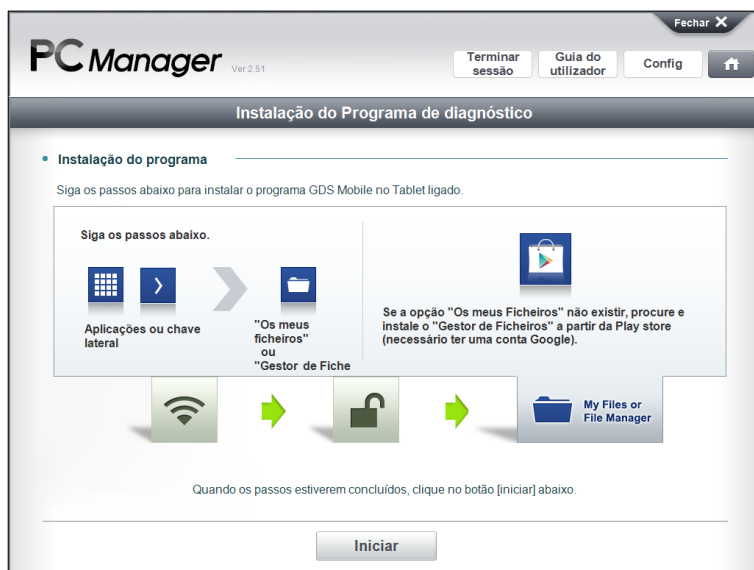 Fechar
PC Manager Ver 2.51
Terminar sessão
Guia do utilizador
Config
Instalação do Programa de diagnóstico
Instalação do programa
Siga os passos abaixo para instalar o programa GDS Mobile no Tablet ligado.
Siga os passos abaixo.
Aplicações ou chave
lateral
"Os meus
ficheiros"
ou
"Gestor de Fiche
Se a opção "Os meus Ficheiros" não existir, procure e
instale o "Gestor de Ficheiros" a partir da Play store
(necessário ter uma conta Google).
My Files or
File Manager
Quando os passos estiverem concluídos, clique no botão [iniciar] abaixo.
Iniciar